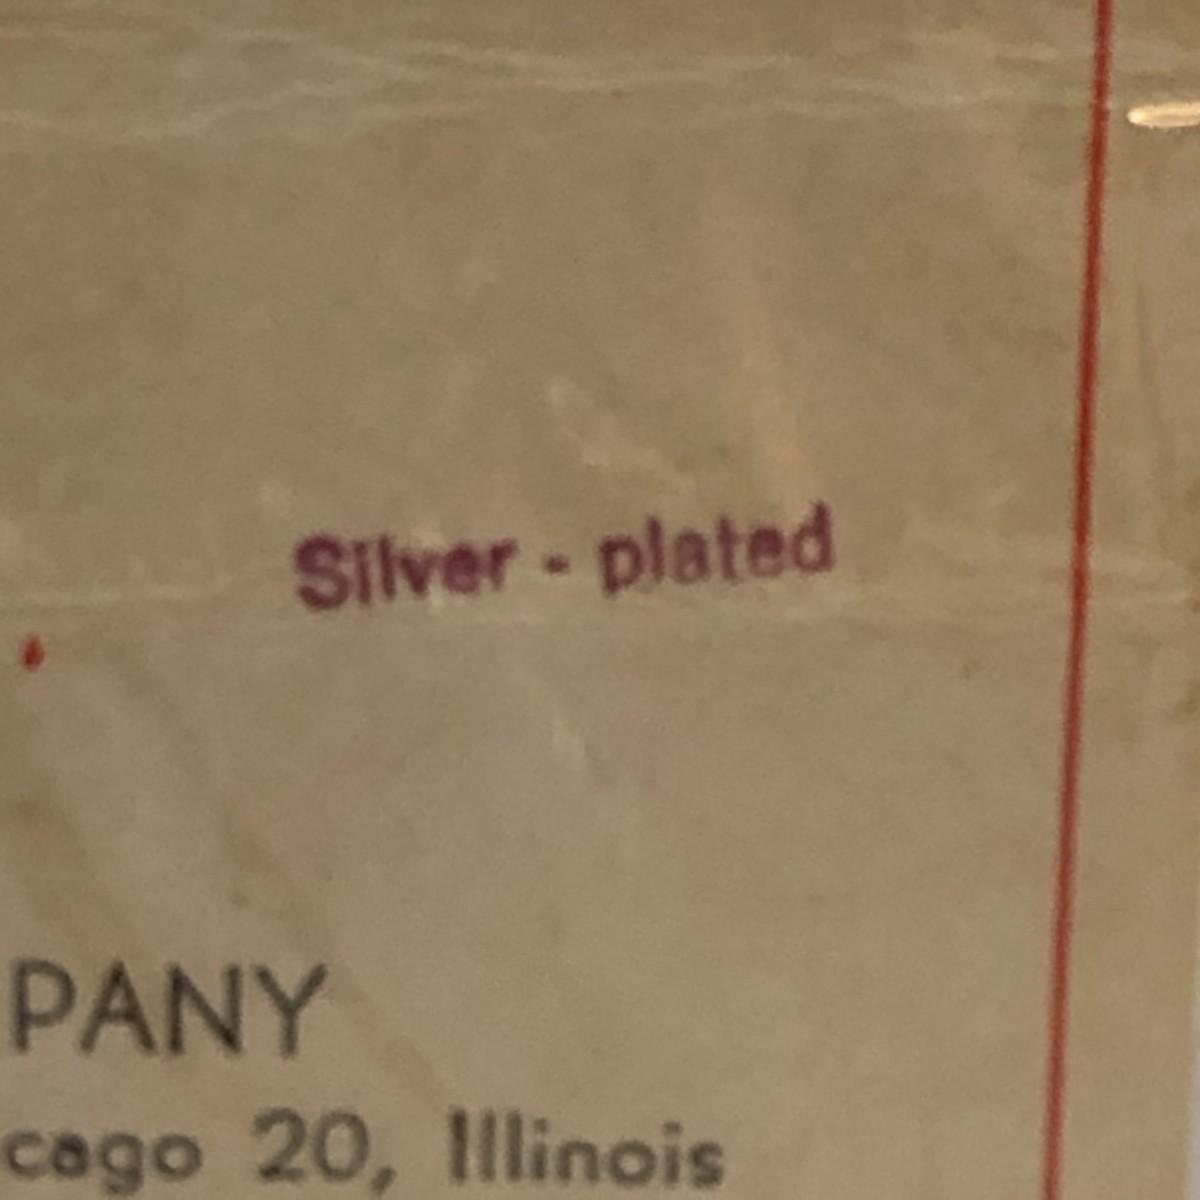 Silver - plated
PANY
cago 20, Illinois